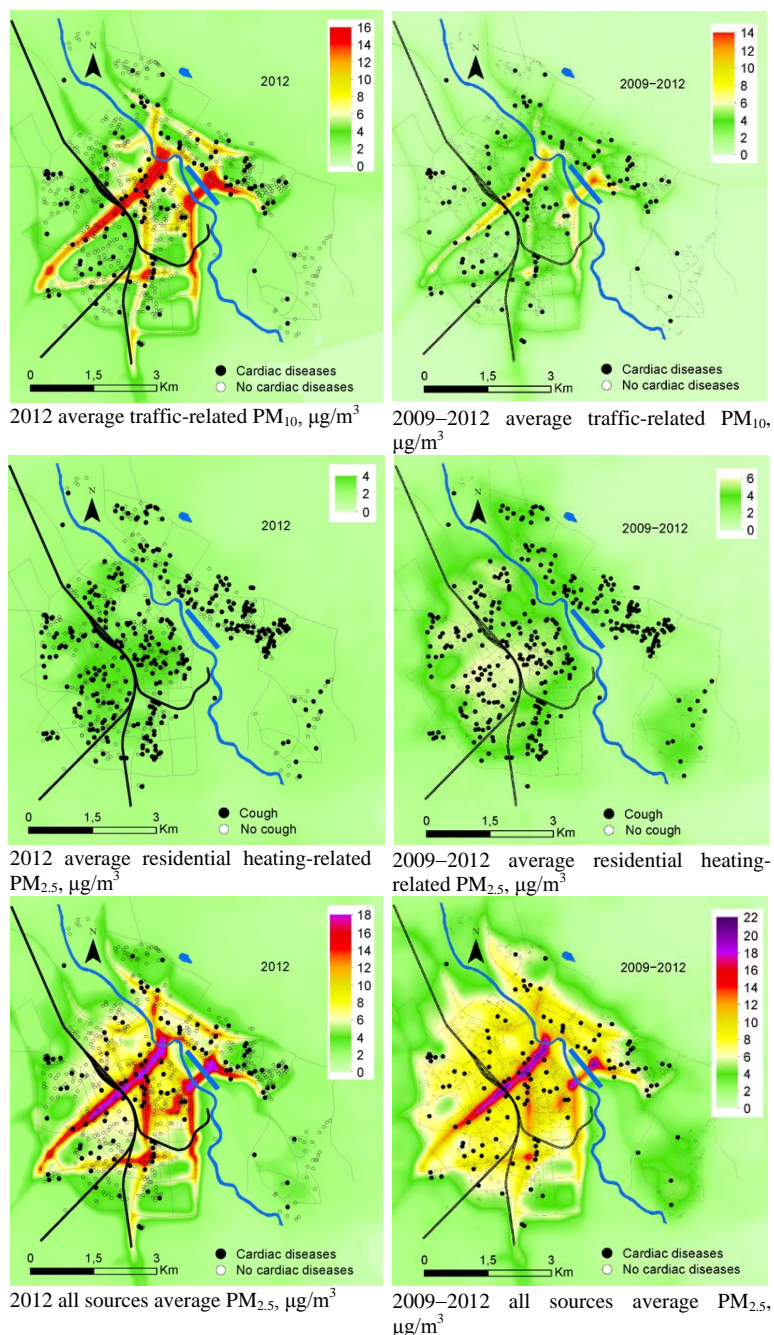 N
2012
16
14
12
10
8
6
4
2
0
Cardiac diseases
No cardiac diseases
0 1,5 3
Km
2012 average traffic-related PM₁₀, µg/m³
N
2009−2012
14
12
10
8
6
4
2
0
Cardiac diseases
No cardiac diseases
0 1,5 3
Km
2009–2012 average traffic-related PM₁₀,
µg/m³
N
2012
4
2
0
Cough
No cough
0 1,5 3
Km
2012 average residential heating-related
PM₂.₅, µg/m³
N
2009−2012
6
4
2
0
Cough
No cough
0 1,5 3
Km
2009–2012 average residential heating-
related PM₂.₅, µg/m³
N
2012
18
16
14
12
10
8
6
4
2
0
Cardiac diseases
No cardiac diseases
0 1,5 3
Km
2012 all sources average PM₂.₅, µg/m³
N
2009−2012
22
20
18
16
14
12
10
8
6
4
2
0
Cardiac diseases
No cardiac diseases
0 1,5 3
Km
2009–2012 all sources average PM₂.₅,
µg/m³